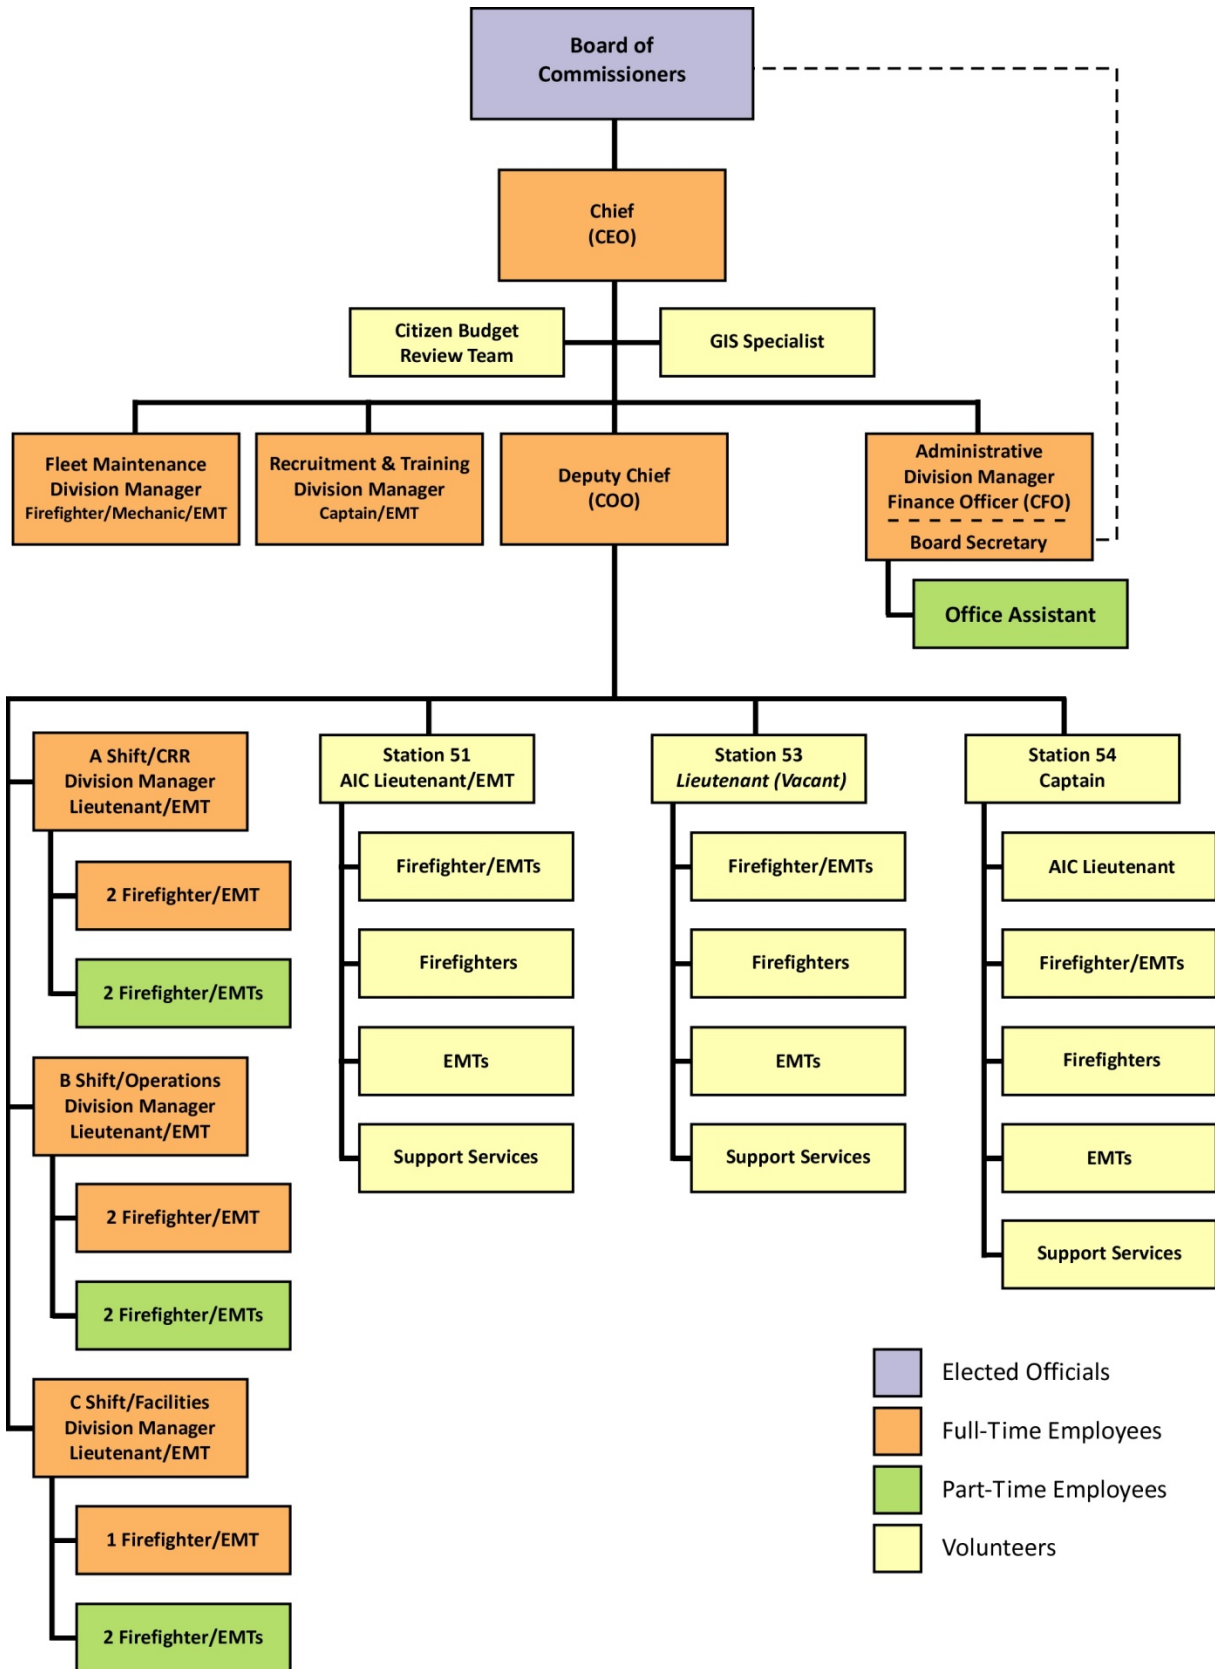 Board of
Commissioners
Chief
(CEO)
Citizen Budget
Review Team
GIS Specialist
Fleet Maintenance
Division Manager
Firefighter/Mechanic/EMT
Recruitment & Training
Division Manager
Captain/EMT
Deputy Chief
(COO)
Administrative
Division Manager
Finance Officer (CFO)
Board Secretary
Office Assistant
A Shift/CRR
Division Manager
Lieutenant/EMT
2 Firefighter/EMT
2 Firefighter/EMTs
B Shift/Operations
Division Manager
Lieutenant/EMT
2 Firefighter/EMT
2 Firefighter/EMTs
C Shift/Facilities
Division Manager
Lieutenant/EMT
1 Firefighter/EMT
2 Firefighter/EMTs
Station 51
AIC Lieutenant/EMT
Firefighter/EMTs
Firefighters
EMTs
Support Services
Station 53
Lieutenant (Vacant)
Firefighter/EMTs
Firefighters
EMTs
Support Services
Station 54
Captain
AIC Lieutenant
Firefighter/EMTs
Firefighters
EMTs
Support Services
Elected Officials
Full-Time Employees
Part-Time Employees
Volunteers